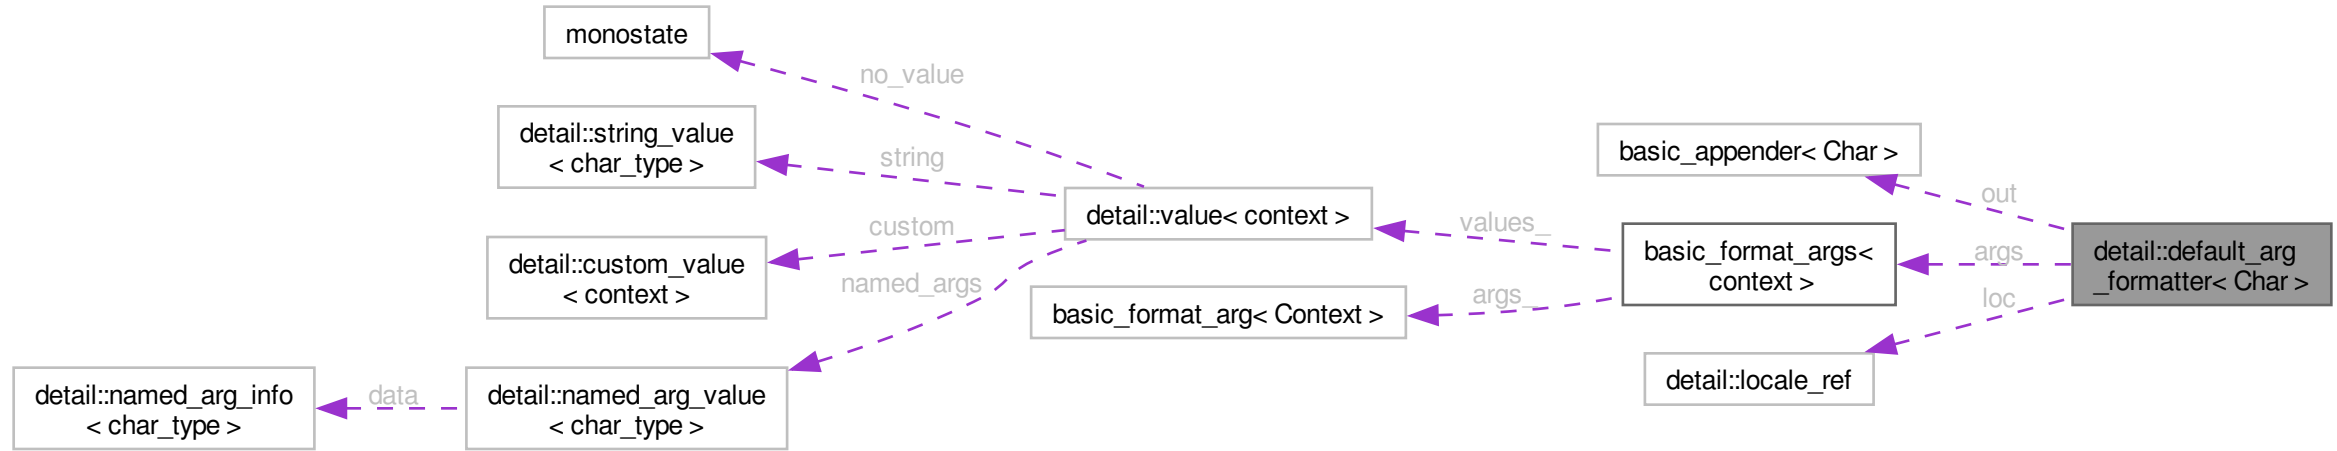 monostate
no_value
detail::string_value
< char_type >
string
detail::value< context >
custom
detail::custom_value
< context >
named_args
values_
basic_format_arg< Context >
args_
basic_appender< Char >
out
basic_format_args<
context >
args
detail::default_arg
_formatter< Char >
loc
detail::locale_ref
detail::named_arg_info
< char_type >
data
detail::named_arg_value
< char_type >